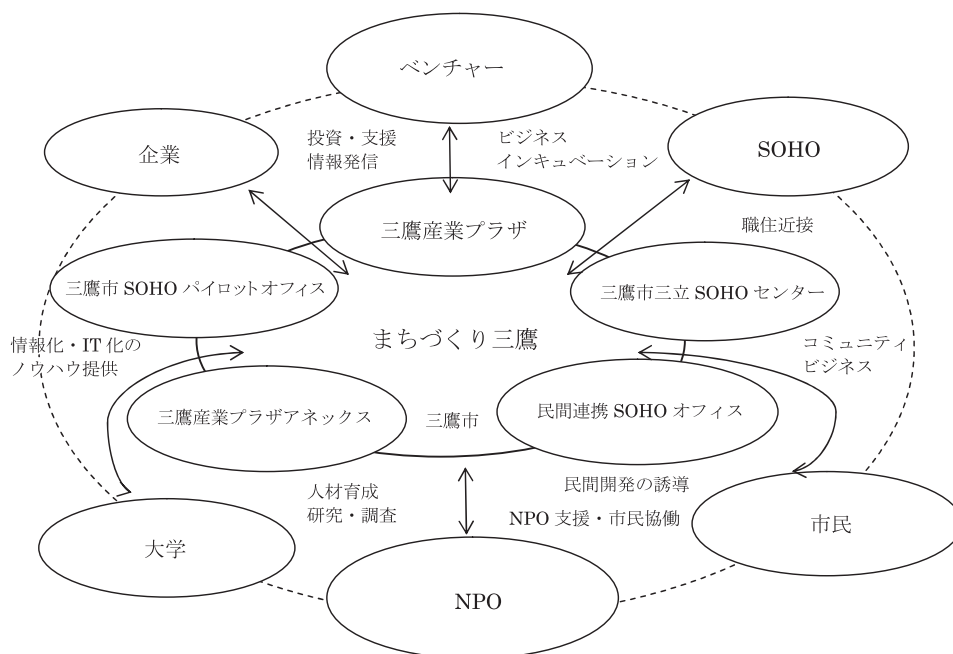 ベンチャー
企業
投資・支援
情報発信
ビジネス
インキュベーション
SOHO
三鷹産業プラザ
職住近接
三鷹市 SOHO パイロットオフィス
三鷹市三立 SOHO センター
情報化・IT 化の
ノウハウ提供
まちづくり三鷹
コミュニティ
ビジネス
三鷹産業プラザアネックス
三鷹市
民間連携 SOHO オフィス
人材育成
研究・調査
民間開発の誘導
NPO 支援・市民協働
大学
市民
NPO